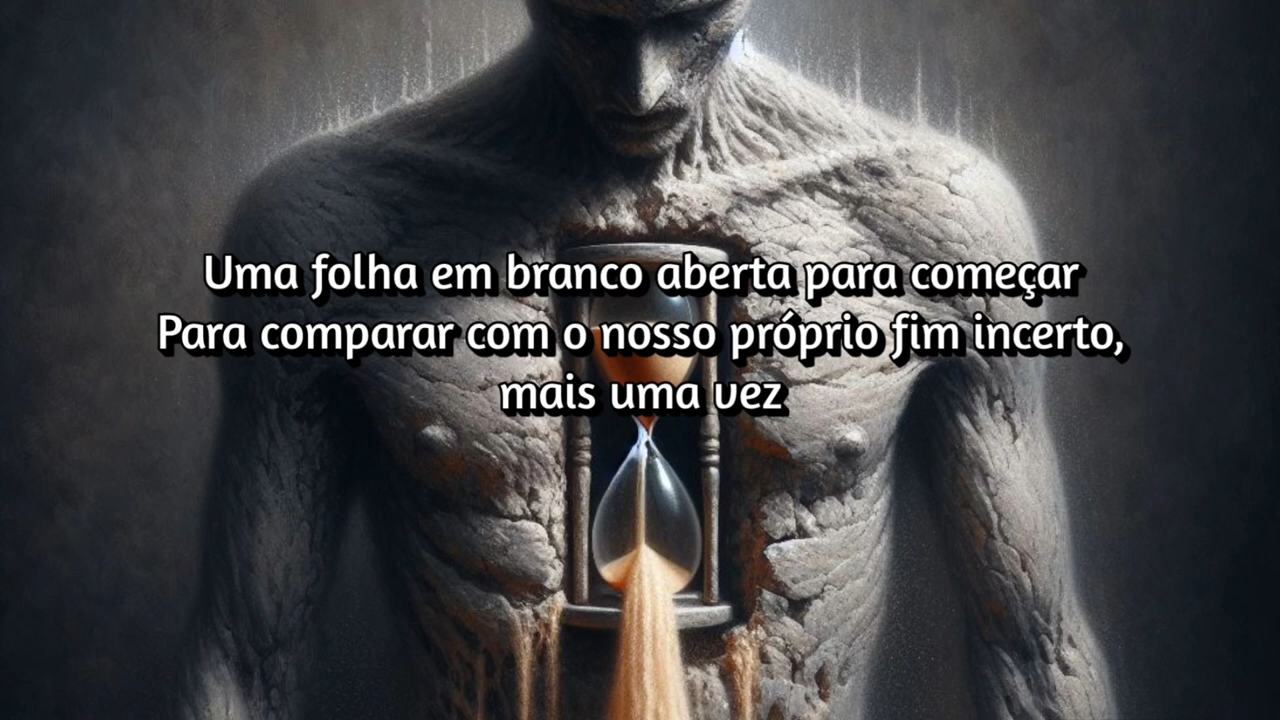 Uma folha em branco aberta para começar
Para comparar com o nosso próprio fim incerto,
mais uma vez